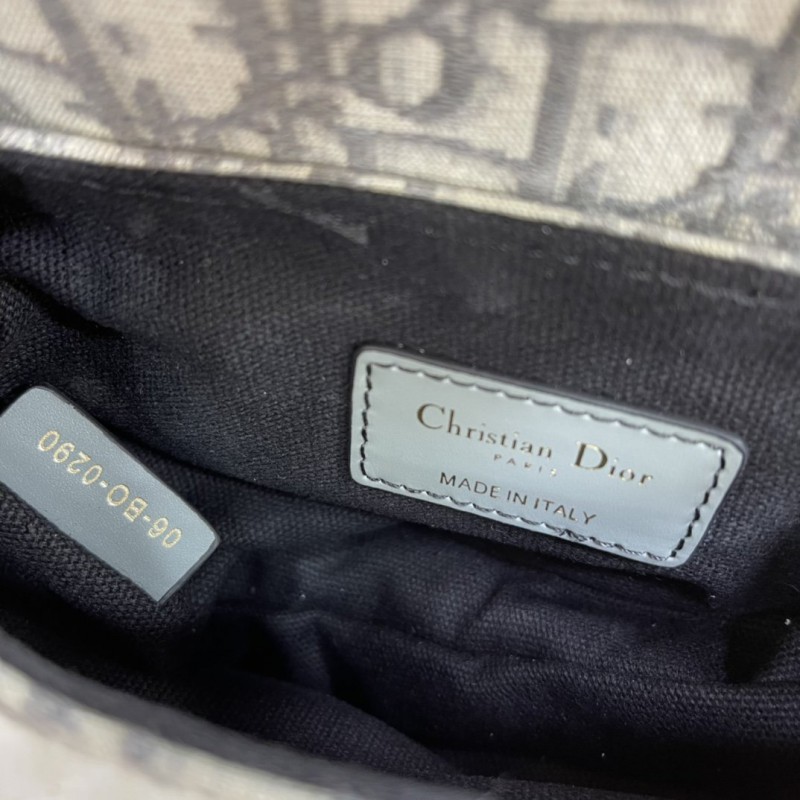 Christian Dior
PARIS
MADE IN ITALY
06-BO-0290